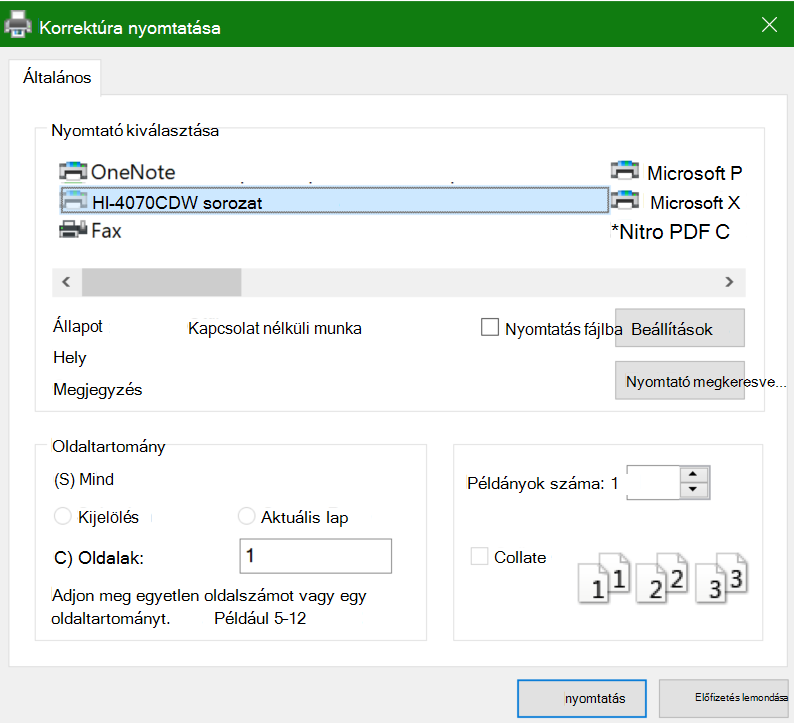 Korrektúra nyomtatása
Általános
Nyomtató kiválasztása
OneNote
Microsoft P
HI-4070CDW sorozat
Microsoft X
Fax
*Nitro PDF C
Állapot
Kapcsolat nélküli munka
Nyomtatás fájlba
Beállítások
Hely
Nyomtató megkeresve...
Megjegyzés
Oldaltartomány
(S) Mind
Kijelölés
Aktuális lap
C) Oldalak:
1
Adjon meg egyetlen oldalszámot vagy egy
oldaltartományt. Például 5-12
Példányok száma: 1
Collate
1 1 2 2 3 3
nyomtatás
Előfizetés lemondása